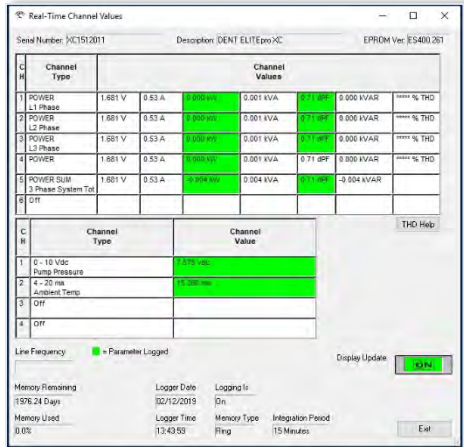 Real-Time Channel Values
Serial Number: XC1512011 Description: DENT ELITEpro XC EPROM Ver: ES400.261
CH Channel Type Channel Values
1 POWER L1 Phase 1.681 V 0.53 A 0.000 kW 0.001 kVA 0.71 dPF 0.000 kVAR ***** % THD
2 POWER L2 Phase 1.681 V 0.53 A 0.000 kW 0.001 kVA 0.71 dPF 0.000 kVAR ***** % THD
3 POWER L3 Phase 1.681 V 0.53 A 0.000 kW 0.001 kVA 0.71 dPF 0.000 kVAR ***** % THD
4 POWER 1.681 V 0.53 A 0.000 kW 0.001 kVA 0.71 dPF 0.000 kVAR ***** % THD
5 POWER SUM 3 Phase System Tot 1.681 V 0.53 A -0.004 kW 0.004 kVA 0.71 dPF -0.004 kVAR
6 Off
THD Help
CH Channel Type Channel Value
1 0 - 10 Vdc Pump Pressure Vdc
2 4 - 20 ma Ambient Temp ma
3 Off
4 Off
Line Frequency = Parameter Logged
Display Update ON
Memory Remaining Logger Date Logging Is
1976.24 Days 02/12/2019 On
Memory Used Logger Time Memory Type Integration Period
0.0% 13:43:59 Ring 15 Minutes
Exit